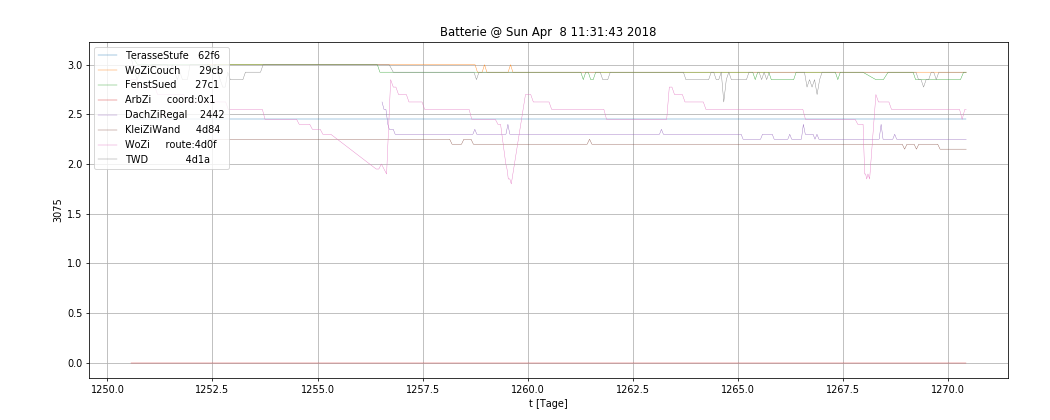 Batterie @ Sun Apr  8 11:31:43 2018
TerasseStufe   62f6
WoZiCouch      29cb
FenstSued      27c1
ArbZi     coord:0x1
DachZiRegal    2442
KleiZiWand     4d84
WoZi     route:4d0f
TWD            4d1a
3.0
2.5
2.0
1.5
1.0
0.5
0.0
3075
1250.0 1252.5 1255.0 1257.5 1260.0 1262.5 1265.0 1267.5 1270.0
t [Tage]